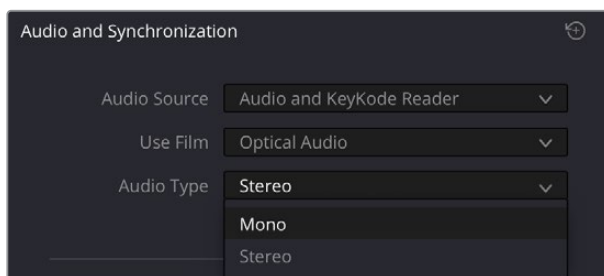 Audio and Synchronization
Audio Source Audio and KeyKode Reader
Use Film Optical Audio
Audio Type Stereo
Mono
Stereo